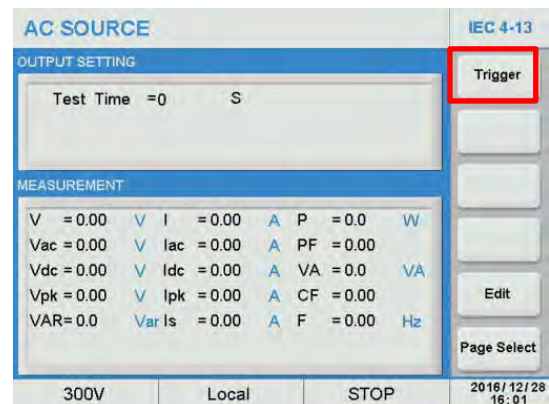 AC SOURCE
IEC 4-13
OUTPUT SETTING
Test Time =0 S
Trigger
MEASUREMENT
V = 0.00 V I = 0.00 A P = 0.0 W
Vac = 0.00 V Iac = 0.00 A PF = 0.00
Vdc = 0.00 V Idc = 0.00 A VA = 0.0 VA
Vpk = 0.00 V Ipk = 0.00 A CF = 0.00
VAR= 0.0 Var Is = 0.00 A F = 0.00 Hz
Edit
Page Select
300V Local STOP
2016/12/28
16:01